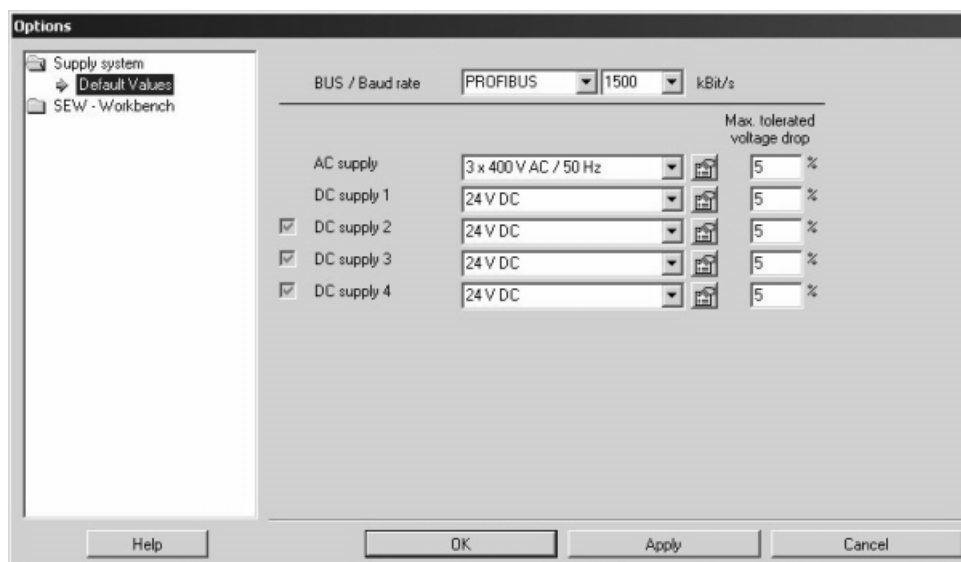 Options
Supply system
Default Values
SEW - Workbench
BUS / Baud rate PROFIBUS 1500 kBit/s
Max. tolerated
voltage drop
AC supply 3 x 400 V AC / 50 Hz 5 %
DC supply 1 24 V DC 5 %
DC supply 2 24 V DC 5 %
DC supply 3 24 V DC 5 %
DC supply 4 24 V DC 5 %
Help OK Apply Cancel